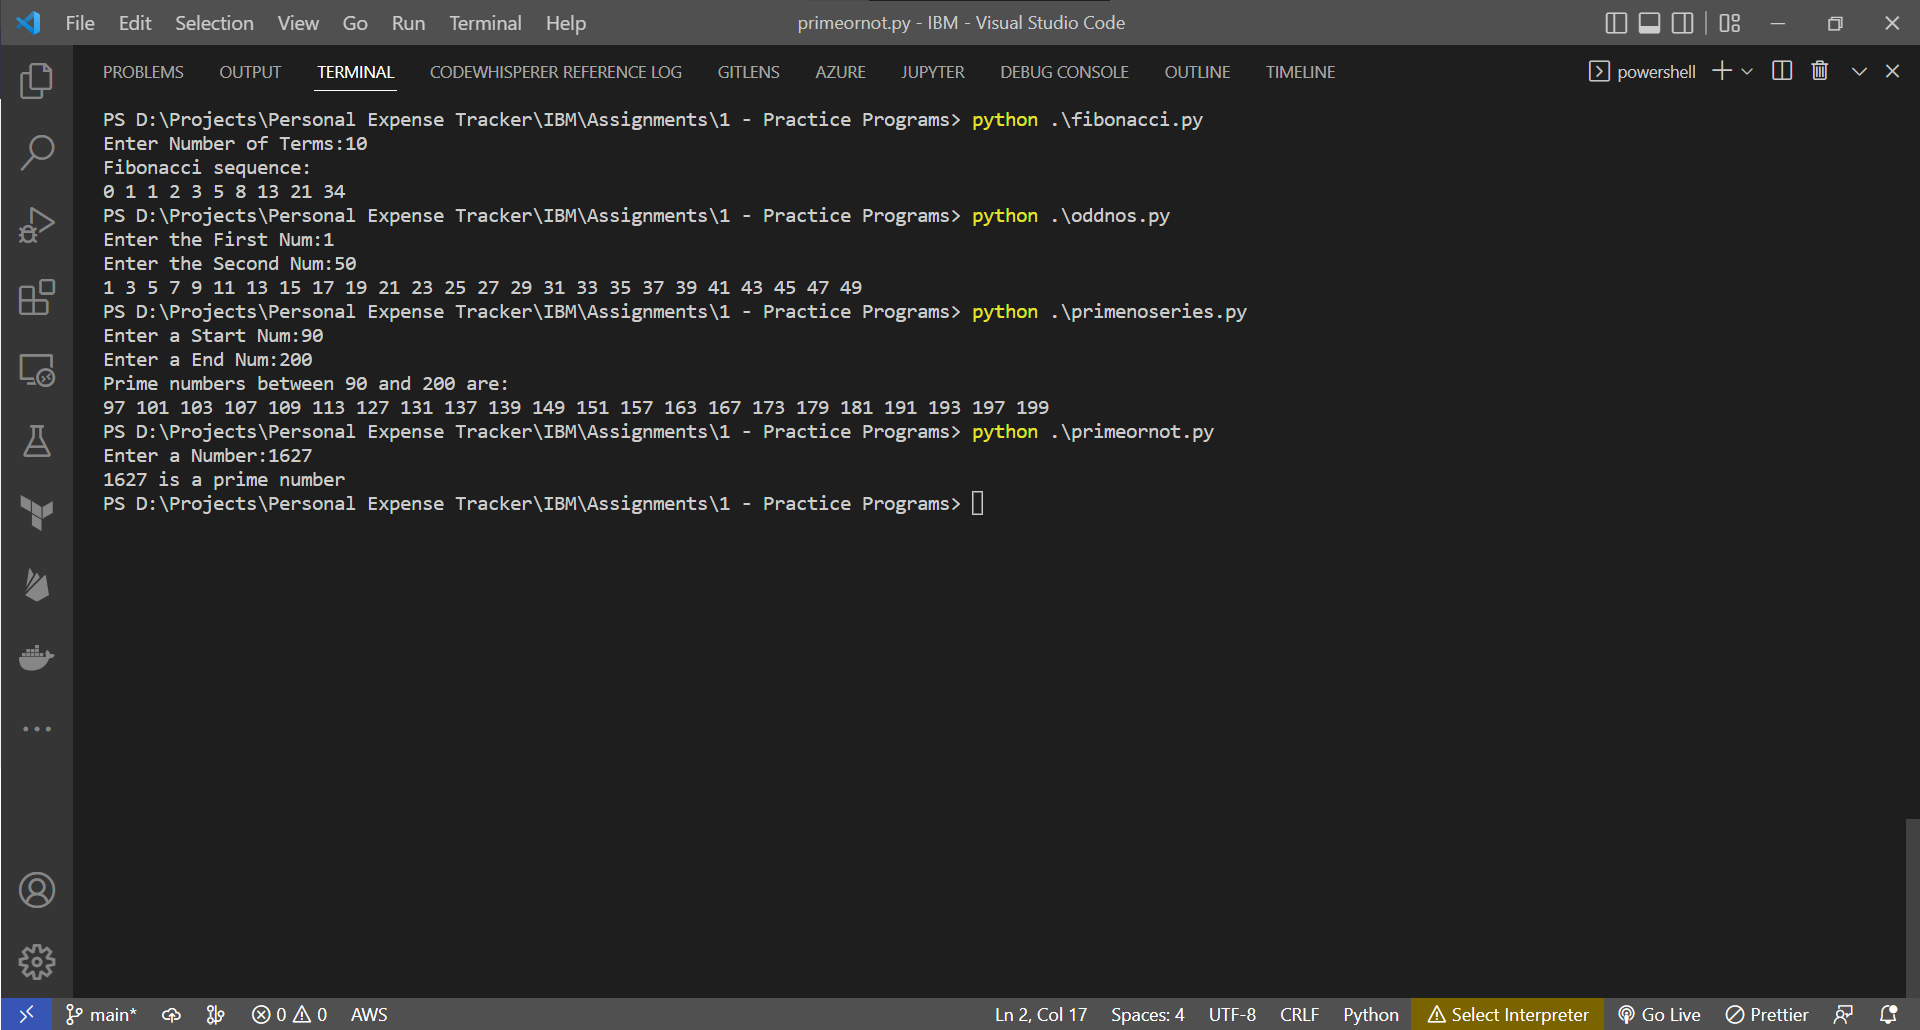 File Edit Selection View Go Run Terminal Help primeornot.py - IBM - Visual Studio Code
PROBLEMS OUTPUT TERMINAL CODEWHISPERER REFERENCE LOG GITLENS AZURE JUPYTER DEBUG CONSOLE OUTLINE TIMELINE powershell
PS D:\Projects\Personal Expense Tracker\IBM\Assignments\1 - Practice Programs> python .\fibonacci.py
Enter Number of Terms:10
Fibonacci sequence:
0 1 1 2 3 5 8 13 21 34
PS D:\Projects\Personal Expense Tracker\IBM\Assignments\1 - Practice Programs> python .\oddnos.py
Enter the First Num:1
Enter the Second Num:50
1 3 5 7 9 11 13 15 17 19 21 23 25 27 29 31 33 35 37 39 41 43 45 47 49
PS D:\Projects\Personal Expense Tracker\IBM\Assignments\1 - Practice Programs> python .\primenoseries.py
Enter a Start Num:90
Enter a End Num:200
Prime numbers between 90 and 200 are:
97 101 103 107 109 113 127 131 137 139 149 151 157 163 167 173 179 181 191 193 197 199
PS D:\Projects\Personal Expense Tracker\IBM\Assignments\1 - Practice Programs> python .\primeornot.py
Enter a Number:1627
1627 is a prime number
PS D:\Projects\Personal Expense Tracker\IBM\Assignments\1 - Practice Programs>
main* 0 0 AWS Ln 2, Col 17 Spaces: 4 UTF-8 CRLF Python Select Interpreter Go Live Prettier